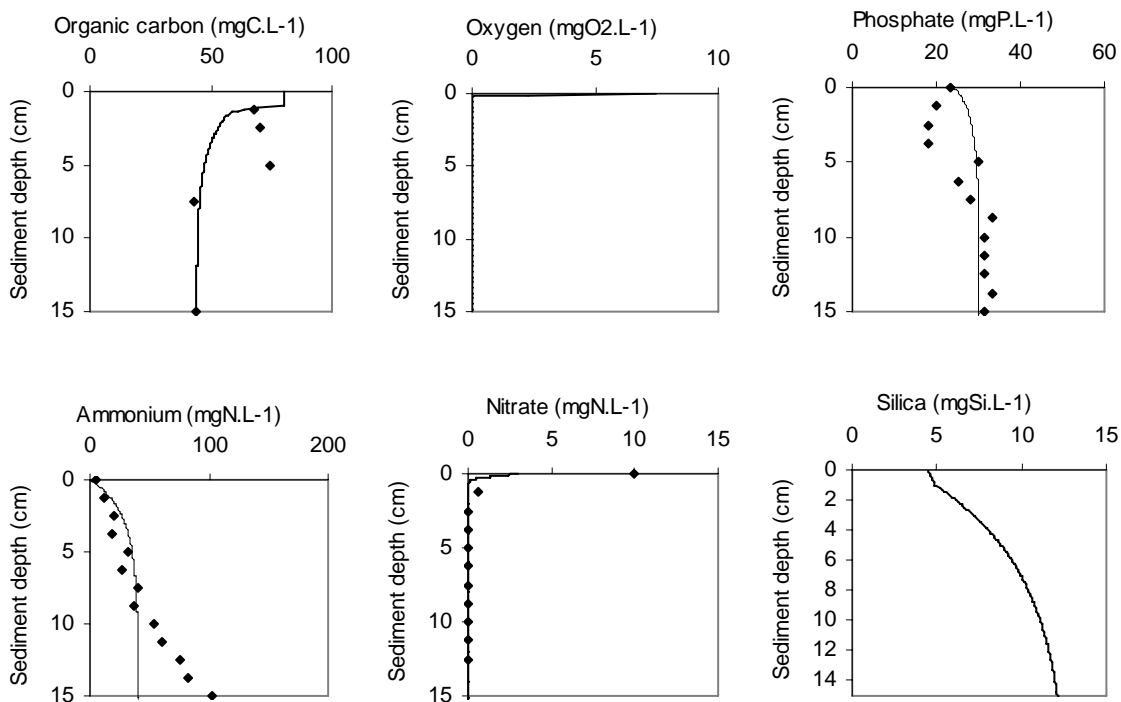 Organic carbon (mgC.L-1)
0 50 100
Sediment depth (cm)
0
5
10
15
Oxygen (mgO2.L-1)
0 5 10
Sediment depth (cm)
0
5
10
15
Phosphate (mgP.L-1)
0 20 40 60
Sediment depth (cm)
0
5
10
15
Ammonium (mgN.L-1)
0 100 200
Sediment depth (cm)
0
5
10
15
Nitrate (mgN.L-1)
0 5 10 15
Sediment depth (cm)
0
5
10
15
Silica (mgSi.L-1)
0 5 10 15
Sediment depth (cm)
0
2
4
6
8
10
12
14